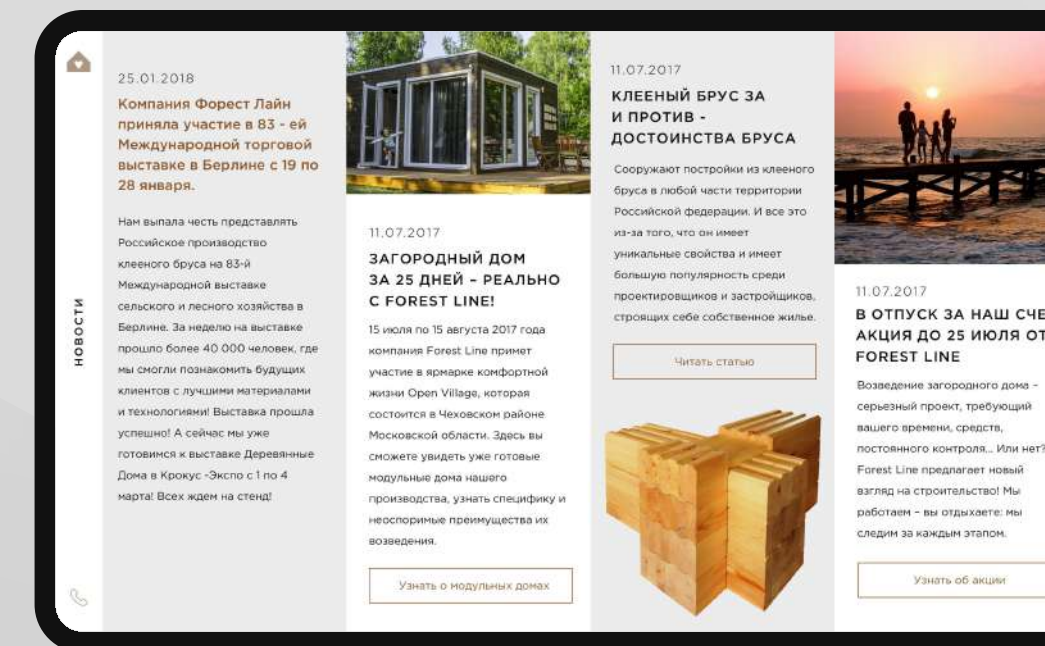 НОВОСТИ
25.01.2018
Компания Форест Лайн
приняла участие в 83 - ей
Международной торговой
выставке в Берлине с 19 по
28 января.
Нам выпала честь представлять
Российское производство
клееного бруса на 83-й
Международной выставке
сельского и лесного хозяйства в
Берлине. За неделю на выставке
прошло более 40 000 человек, где
мы смогли познакомить будущих
клиентов с лучшими материалами
и технологиями! Выставка прошла
успешно! А сейчас мы уже
готовимся к выставке Деревянные
Дома в Крокус -Экспо с 1 по 4
марта! Всех ждем на стенд!
11.07.2017
ЗАГОРОДНЫЙ ДОМ
ЗА 25 ДНЕЙ – РЕАЛЬНО
С FOREST LINE!
15 июля по 15 августа 2017 года
компания Forest Line примет
участие в ярмарке комфортной
жизни Open Village, которая
состоится в Чеховском районе
Московской области. Здесь вы
сможете увидеть уже готовые
модульные дома нашего
производства, узнать специфику и
неоспоримые преимущества их
возведения.
Узнать о модульных домах
11.07.2017
КЛЕЕНЫЙ БРУС ЗА
И ПРОТИВ -
ДОСТОИНСТВА БРУСА
Сооружают постройки из клееного
бруса в любой части территории
Российской федерации. И все это
из-за того, что он имеет
уникальные свойства и имеет
большую популярность среди
проектировщиков и застройщиков,
строящих себе собственное жилье.
Читать статью
11.07.2017
В ОТПУСК ЗА НАШ СЧЕ
АКЦИЯ ДО 25 ИЮЛЯ ОТ
FOREST LINE
Возведение загородного дома –
серьезный проект, требующий
вашего времени, средств,
постоянного контроля... Или нет?
Forest Line предлагает новый
взгляд на строительство! Мы
работаем – вы отдыхаете: мы
следим за каждым этапом.
Узнать об акции